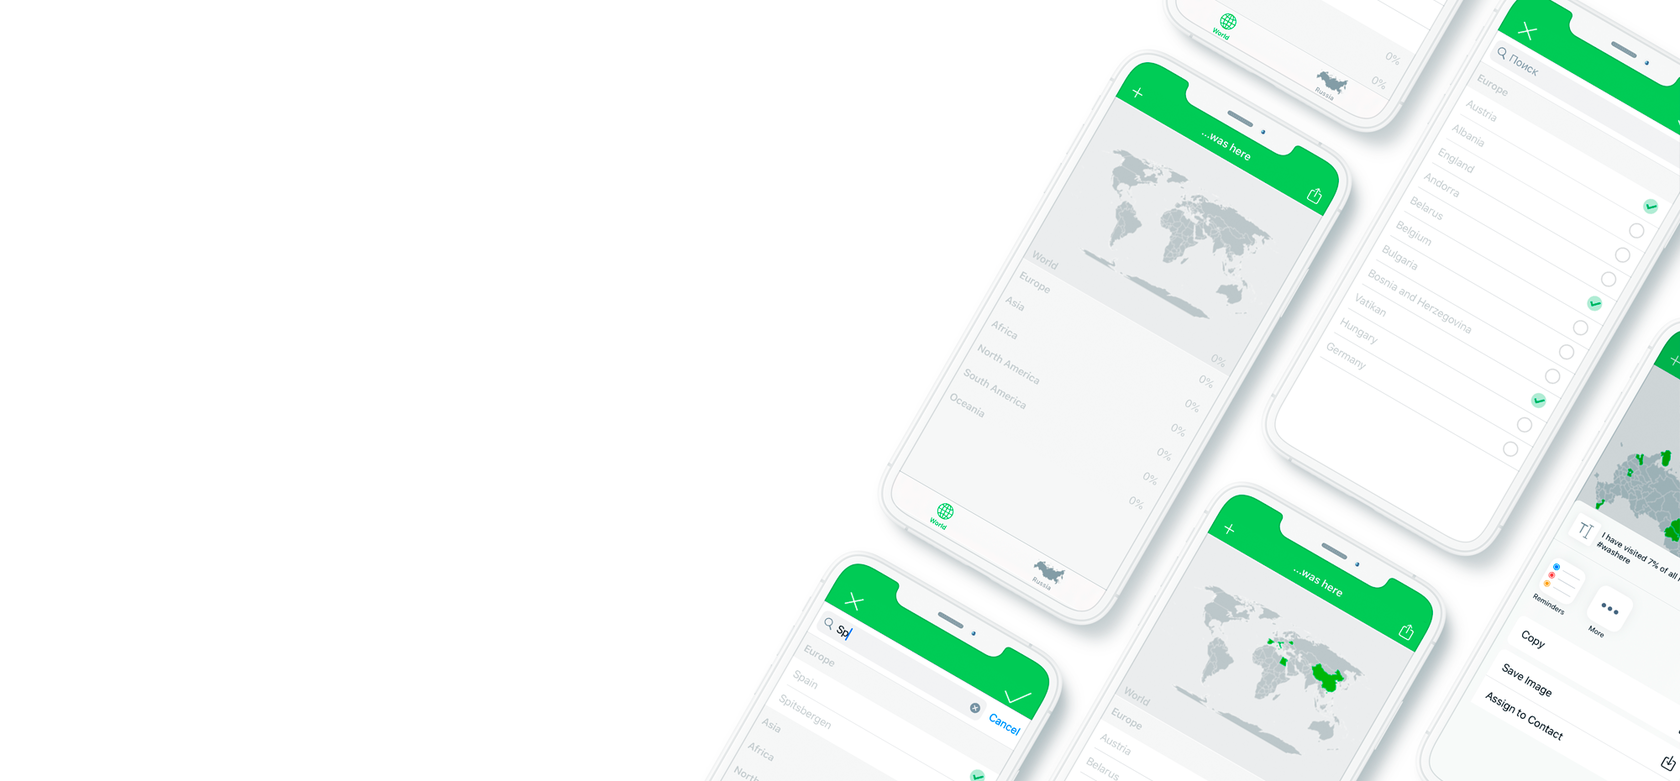 World
0%
0%
Russia
...was here
World
0%
Europe
0%
Asia
0%
Africa
0%
North America
0%
South America
0%
Oceania
0%
World
Russia
Поиск
Europe
Austria
Albania
England
Andorra
Belarus
Belgium
Bulgaria
Bosnia and Herzegovina
Vatikan
Hungary
Germany
Sp
Cancel
Europe
Spain
Spitsbergen
Asia
Africa
North
...was here
World
Europe
Austria
Belarus
I have visited 7% of all
#washere
Reminders
More
Copy
Save Image
Assign to Contact